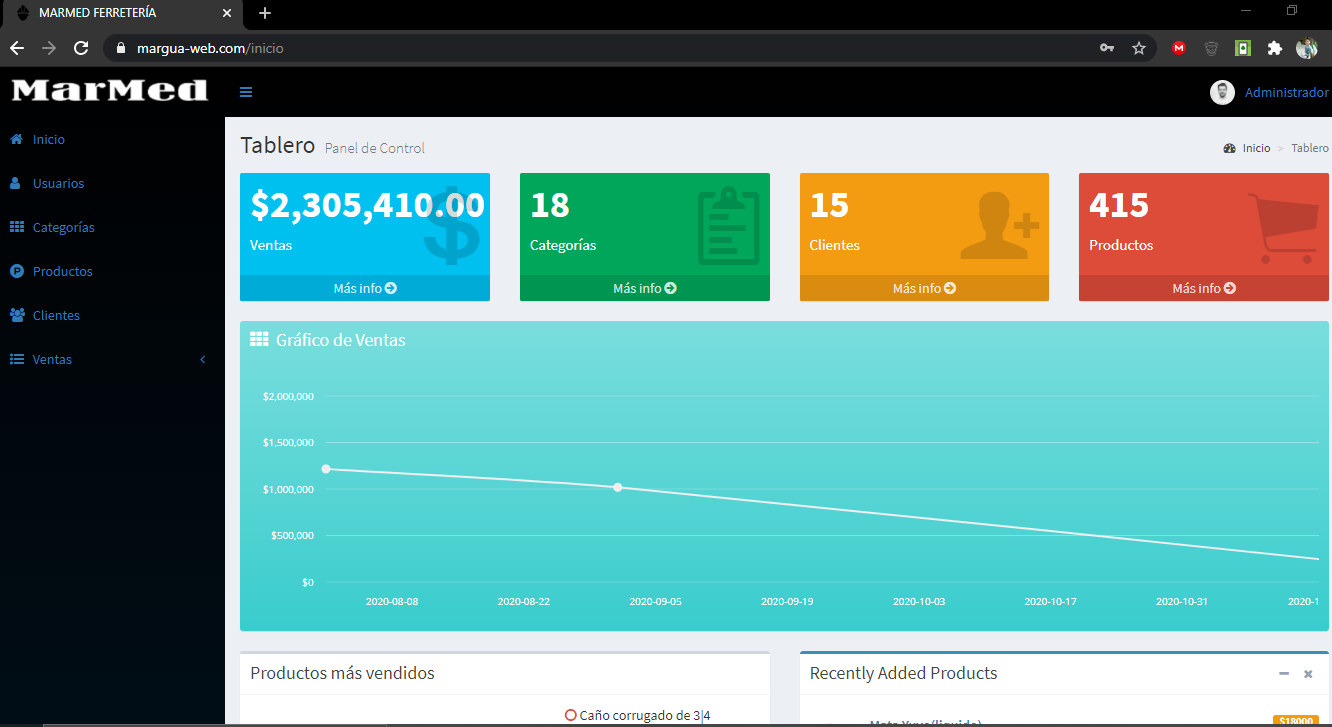 MARMED FERRETERÍA
margua-web.com/inicio
MarMed
Administrador
Inicio
Usuarios
Categorías
Productos
Clientes
Ventas
Tablero Panel de Control
Inicio > Tablero
$2,305,410.00
Ventas
Más info
18
Categorías
Más info
15
Clientes
Más info
415
Productos
Más info
Gráfico de Ventas
$2,000,000
$1,500,000
$1,000,000
$500,000
$0
2020-08-08 2020-08-22 2020-09-05 2020-09-19 2020-10-03 2020-10-17 2020-10-31 2020-1
Productos más vendidos
Caño corrugado de 3|4
Recently Added Products
$18000